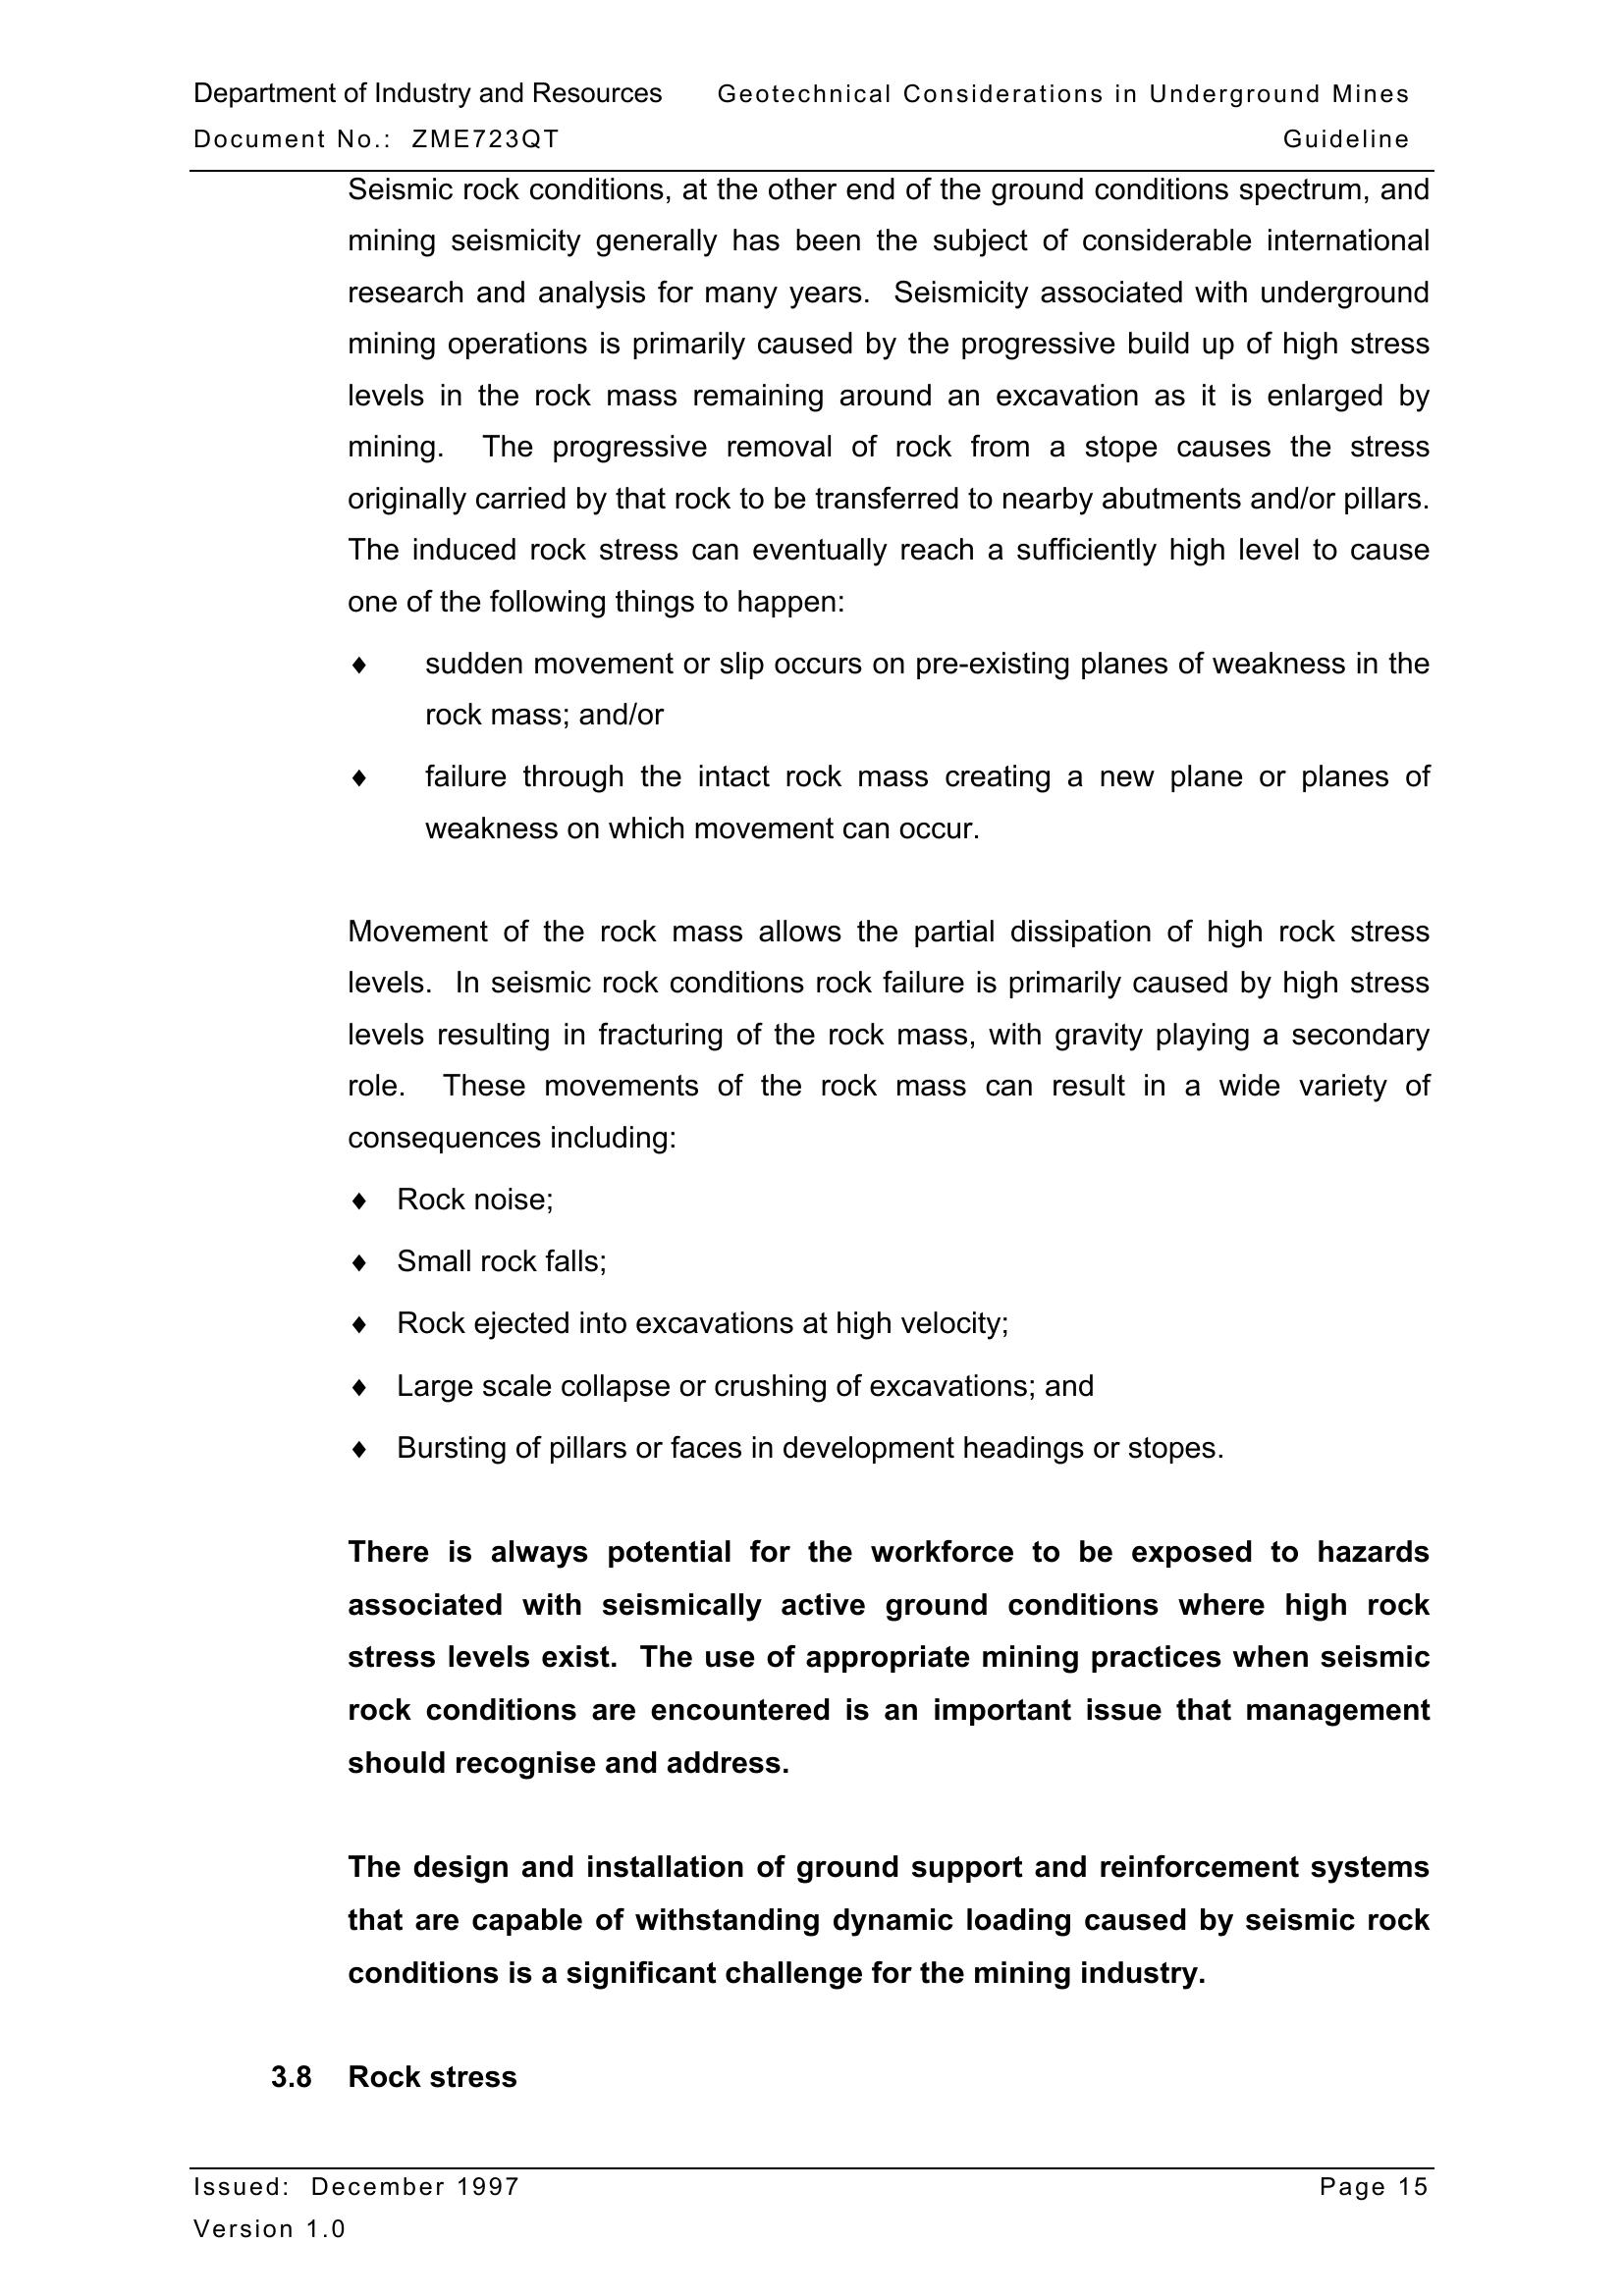 Department of Industry and Resources Geotechnical Considerations in Underground Mines
Document No.: ZME723QT Guideline
Seismic rock conditions, at the other end of the ground conditions spectrum, and
mining seismicity generally has been the subject of considerable international
research and analysis for many years. Seismicity associated with underground
mining operations is primarily caused by the progressive build up of high stress
levels in the rock mass remaining around an excavation as it is enlarged by
mining. The progressive removal of rock from a stope causes the stress
originally carried by that rock to be transferred to nearby abutments and/or pillars.
The induced rock stress can eventually reach a sufficiently high level to cause
one of the following things to happen:
♦ sudden movement or slip occurs on pre-existing planes of weakness in the
rock mass; and/or
♦ failure through the intact rock mass creating a new plane or planes of
weakness on which movement can occur.
Movement of the rock mass allows the partial dissipation of high rock stress
levels. In seismic rock conditions rock failure is primarily caused by high stress
levels resulting in fracturing of the rock mass, with gravity playing a secondary
role. These movements of the rock mass can result in a wide variety of
consequences including:
♦ Rock noise;
♦ Small rock falls;
♦ Rock ejected into excavations at high velocity;
♦ Large scale collapse or crushing of excavations; and
♦ Bursting of pillars or faces in development headings or stopes.
There is always potential for the workforce to be exposed to hazards
associated with seismically active ground conditions where high rock
stress levels exist. The use of appropriate mining practices when seismic
rock conditions are encountered is an important issue that management
should recognise and address.
The design and installation of ground support and reinforcement systems
that are capable of withstanding dynamic loading caused by seismic rock
conditions is a significant challenge for the mining industry.
3.8 Rock stress
Issued: December 1997 Page 15
Version 1.0